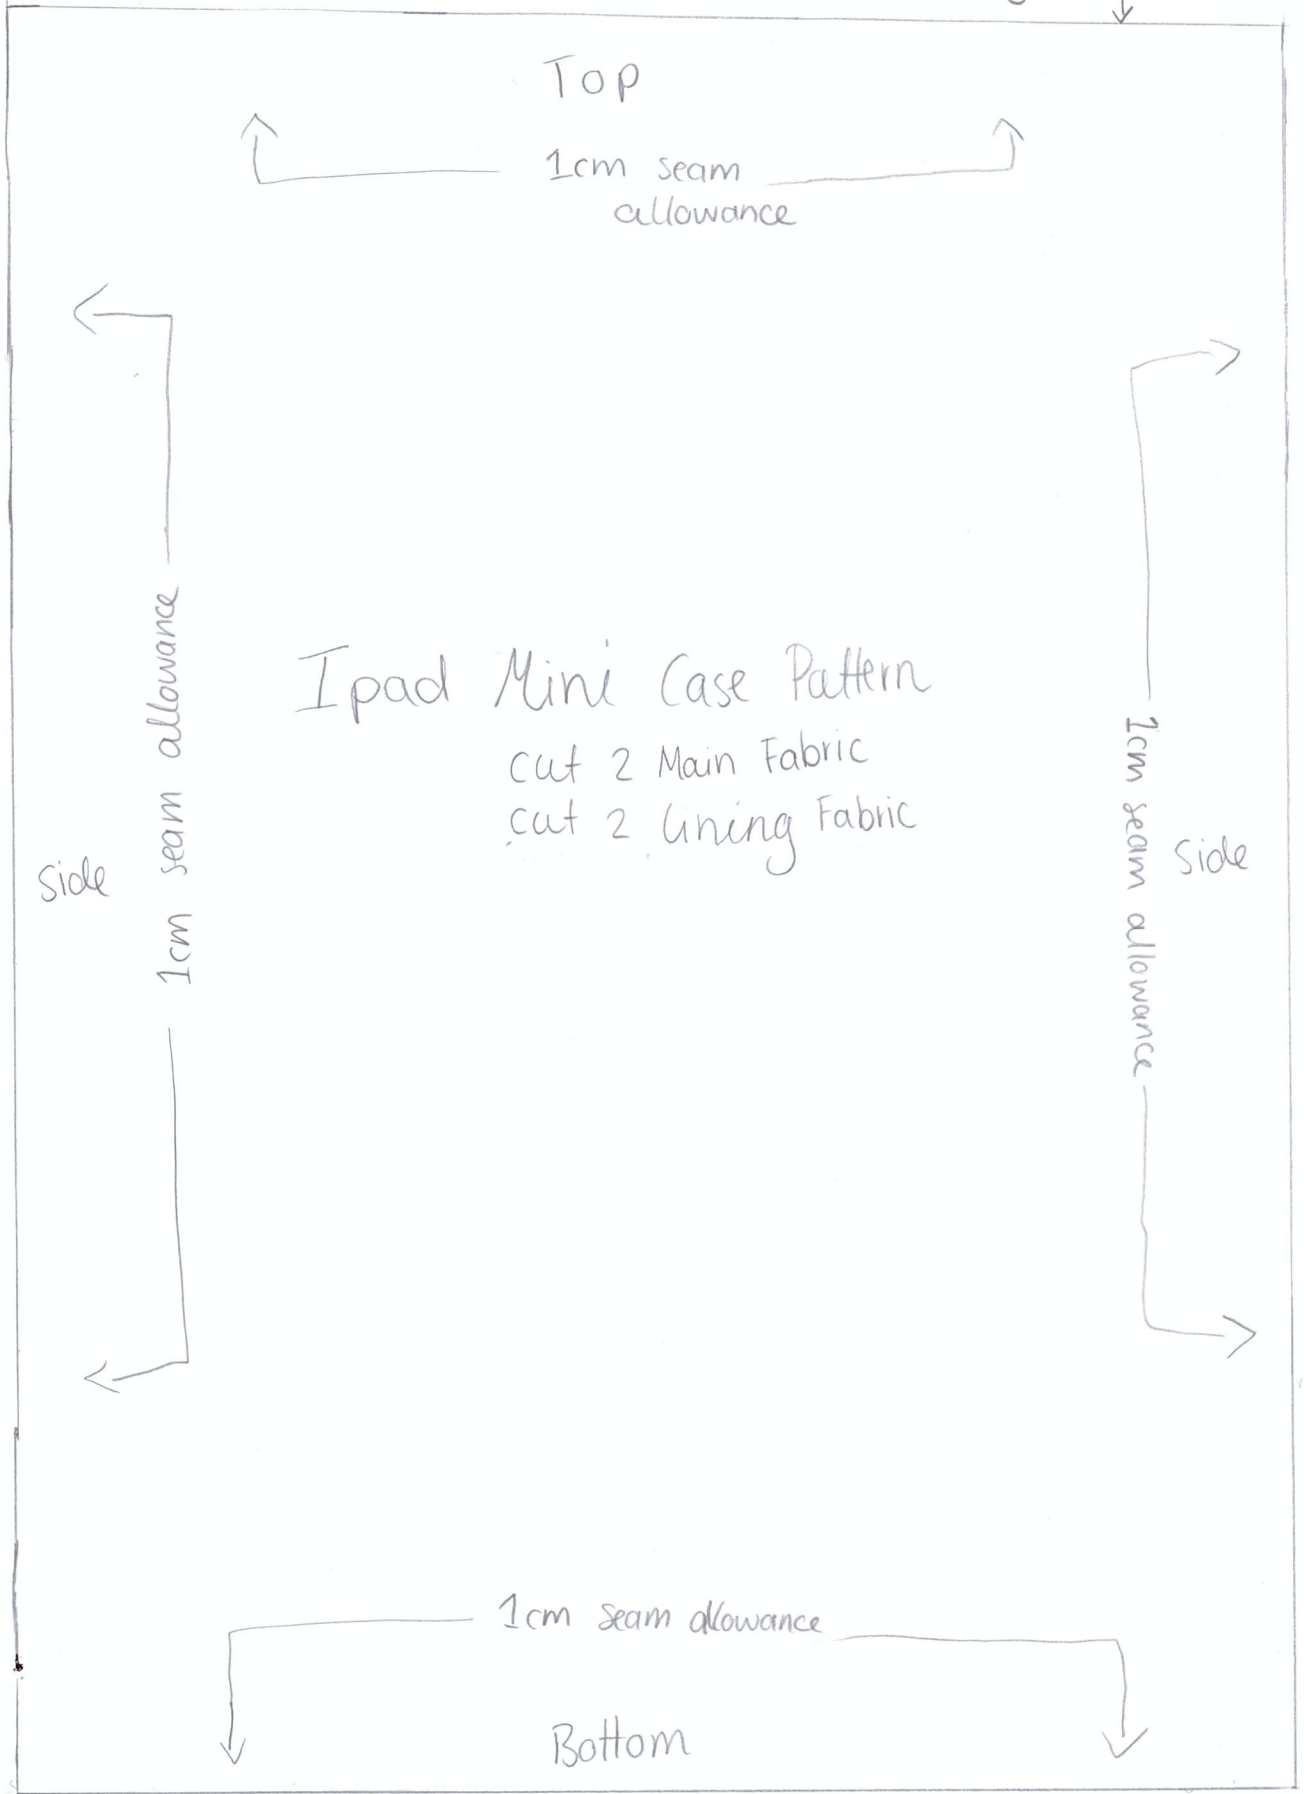 Top
1cm seam
allowance
1cm seam allowance
Ipad Mini Case Pattern
cut 2 Main Fabric
cut 2 Lining Fabric
side
1cm seam allowance
Side
1cm seam allowance
Bottom